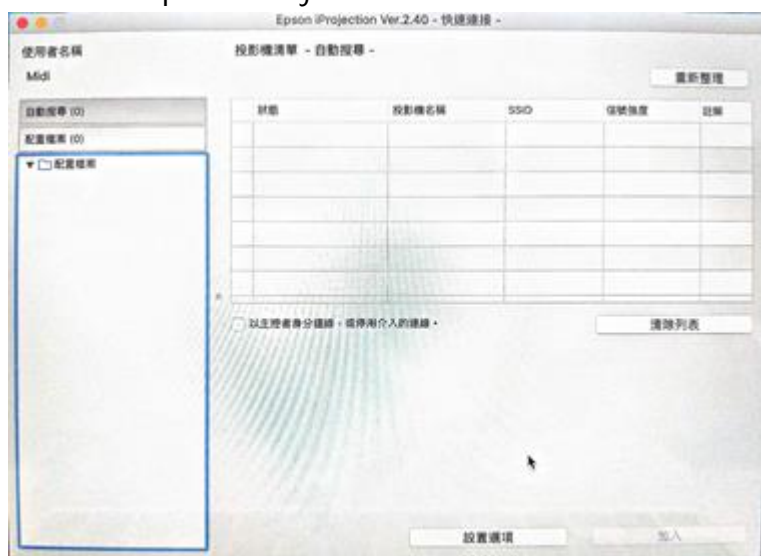 Epson iProjection Ver.2.40 - 快速連接 -
使用者名稱
投影機清單 - 自動搜尋 -
Midi
重新整理
自動搜尋 (0)
狀態 投影機名稱 SSID 信號強度 註解
配置檔案 (0)
配置檔案
以主控者身分連線，或停用介入的連線。
清除列表
設置選項
加入